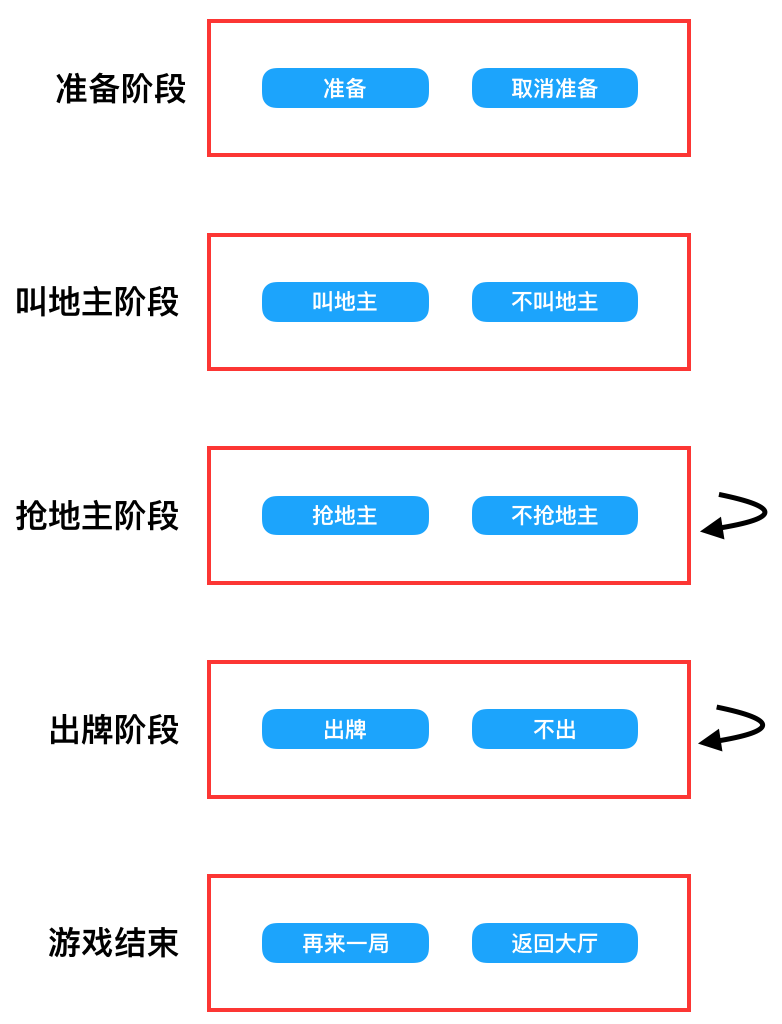 准备阶段
准备 取消准备
叫地主阶段
叫地主 不叫地主
抢地主阶段
抢地主 不抢地主
出牌阶段
出牌 不出
游戏结束
再来一局 返回大厅